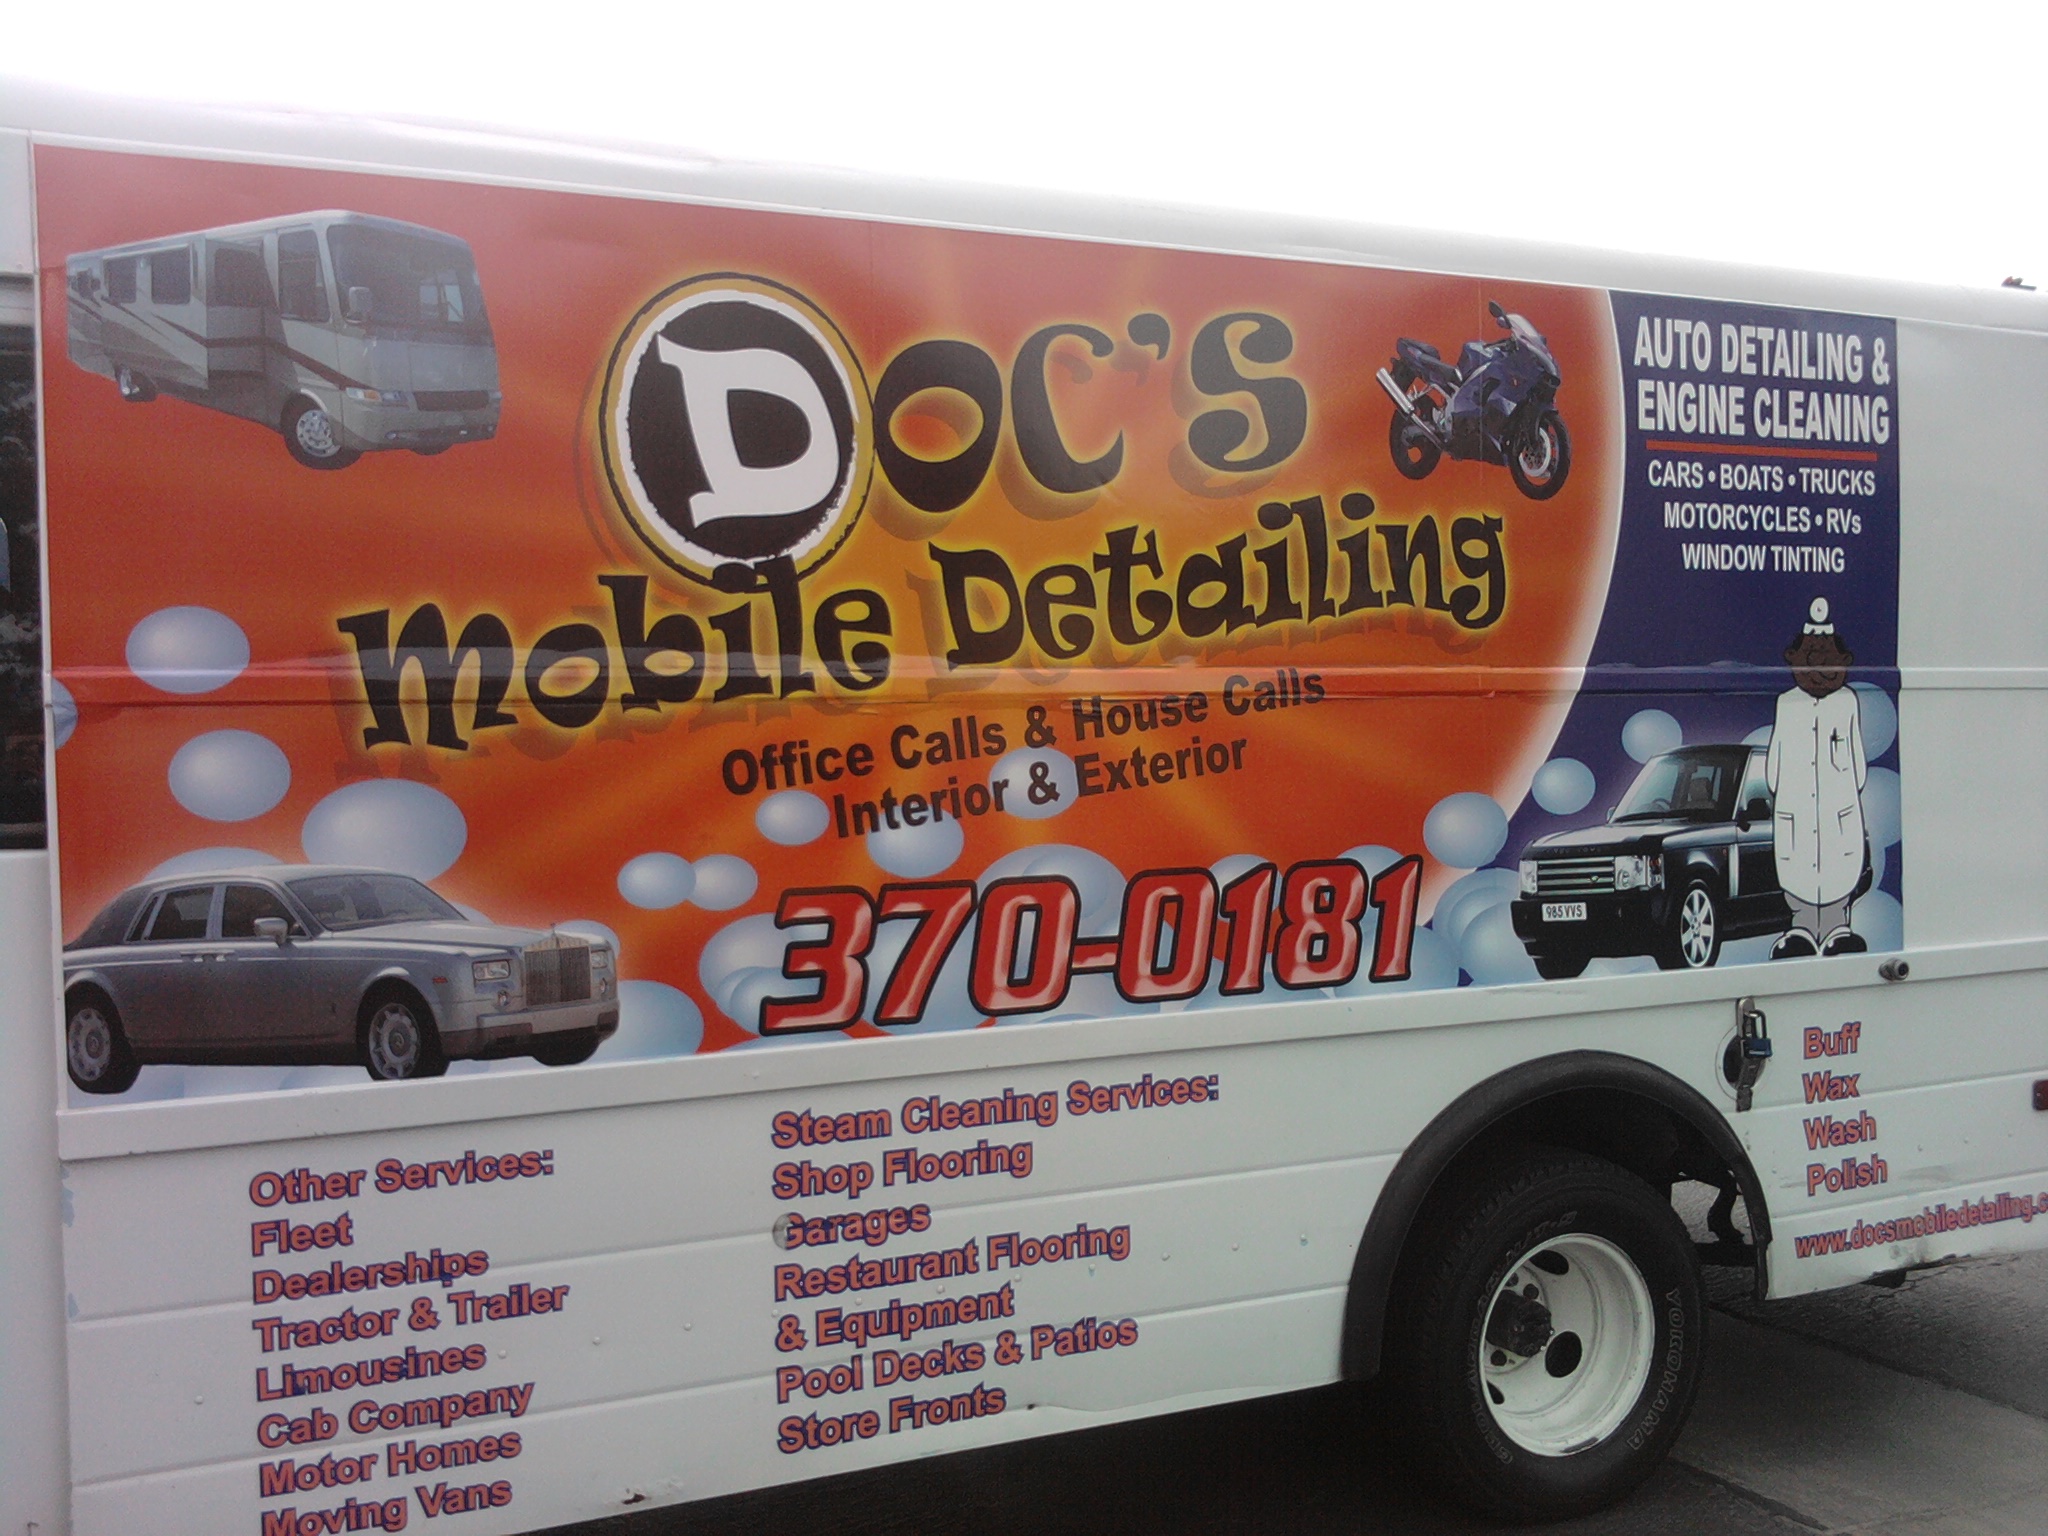 Doc's
Mobile Detailing
Office Calls & House Calls
Interior & Exterior
370-0181
AUTO DETAILING &
ENGINE CLEANING
CARS • BOATS • TRUCKS
MOTORCYCLES • RVs
WINDOW TINTING
985 VVS
Other Services:
Fleet
Dealerships
Tractor & Trailer
Limousines
Cab Company
Motor Homes
Moving Vans
Steam Cleaning Services:
Shop Flooring
Garages
Restaurant Flooring
& Equipment
Pool Decks & Patios
Store Fronts
Buff
Wax
Wash
Polish
www.docsmobiledetailing.c
YOKOHAMA